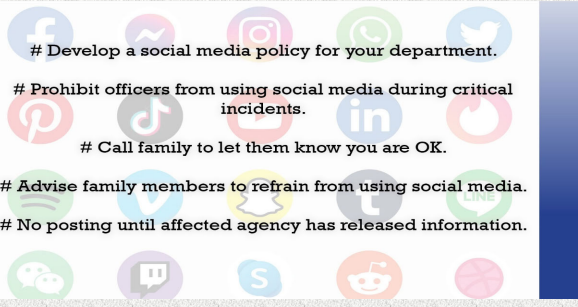 # Develop a social media policy for your department.
# Prohibit officers from using social media during critical
incidents.
# Call family to let them know you are OK.
# Advise family members to refrain from using social media.
# No posting until affected agency has released information.
in
t
LINE
S